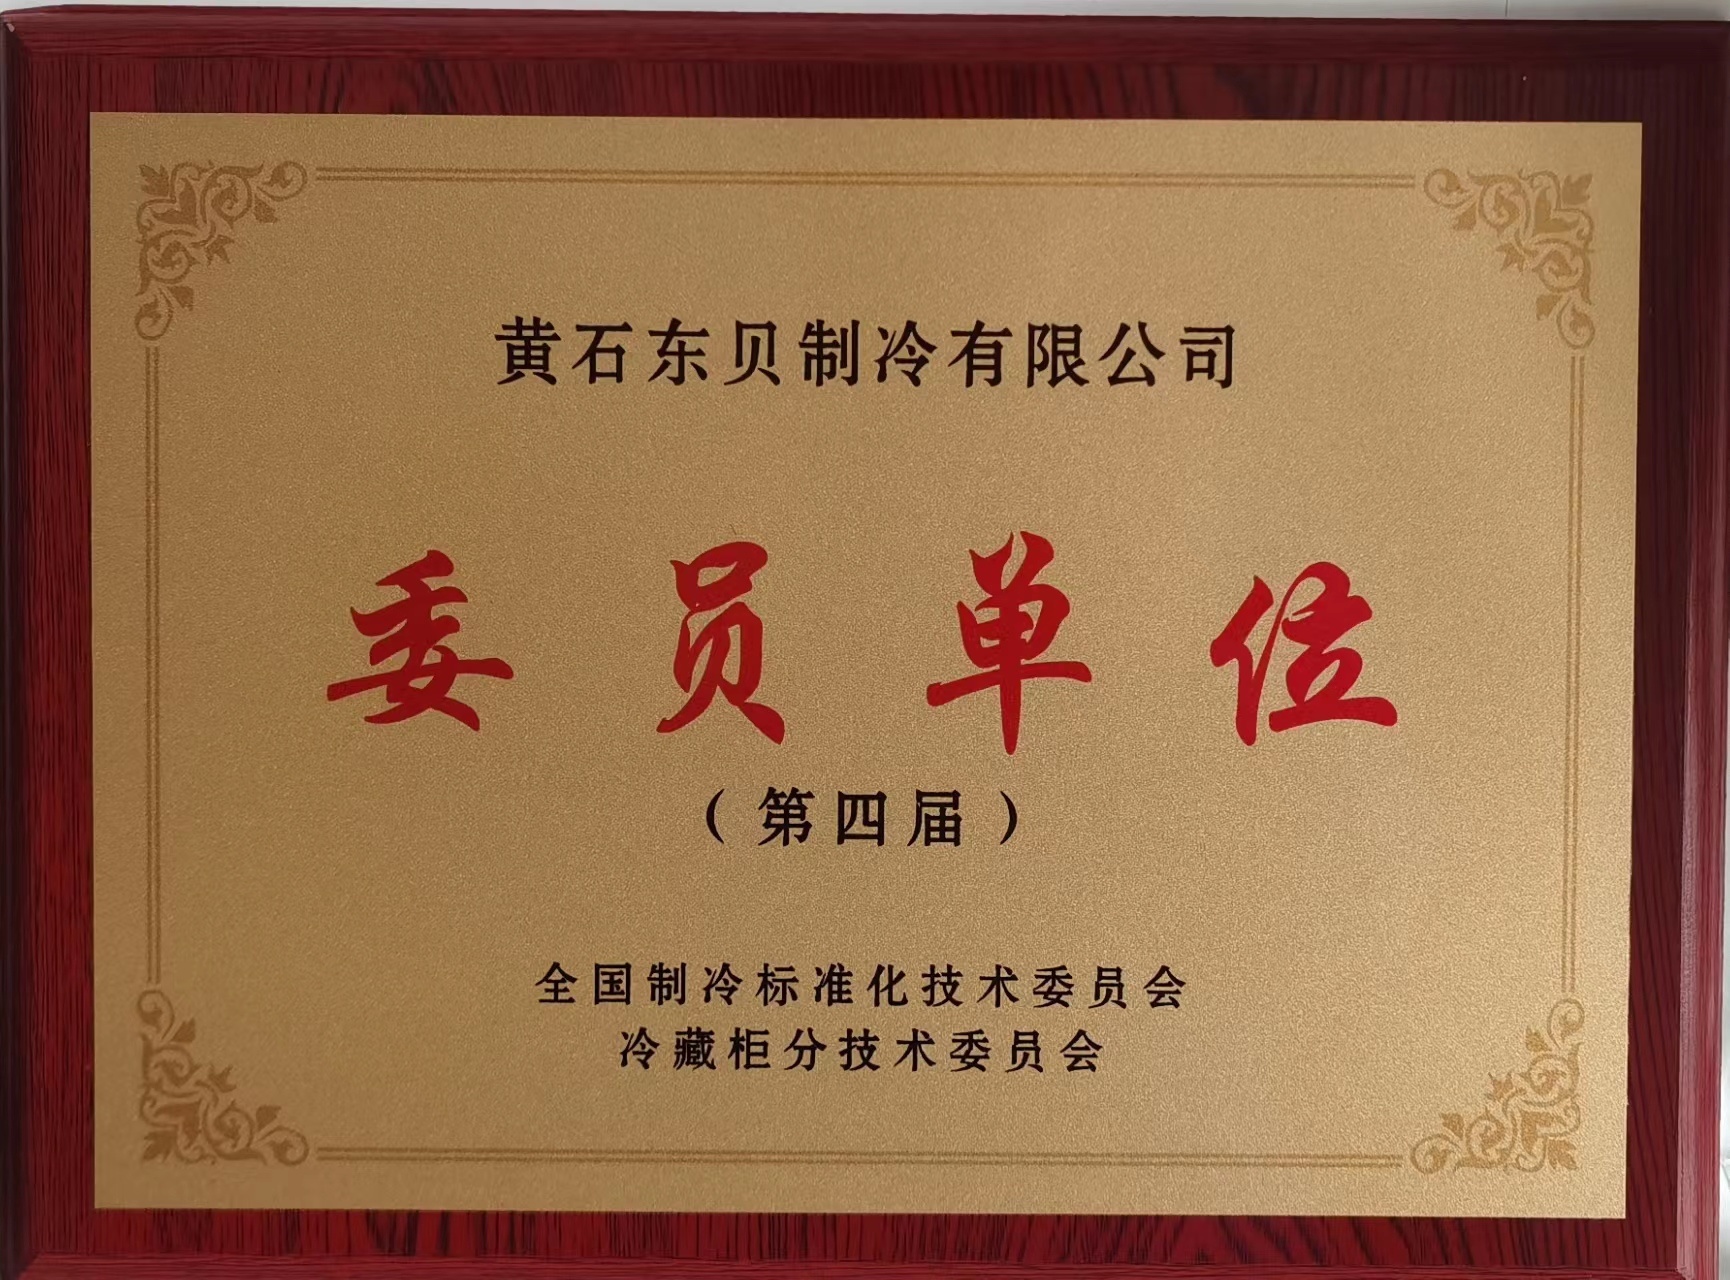 黄石东贝制冷有限公司
委员单位
（第四届）
全国制冷标准化技术委员会
冷藏柜分技术委员会